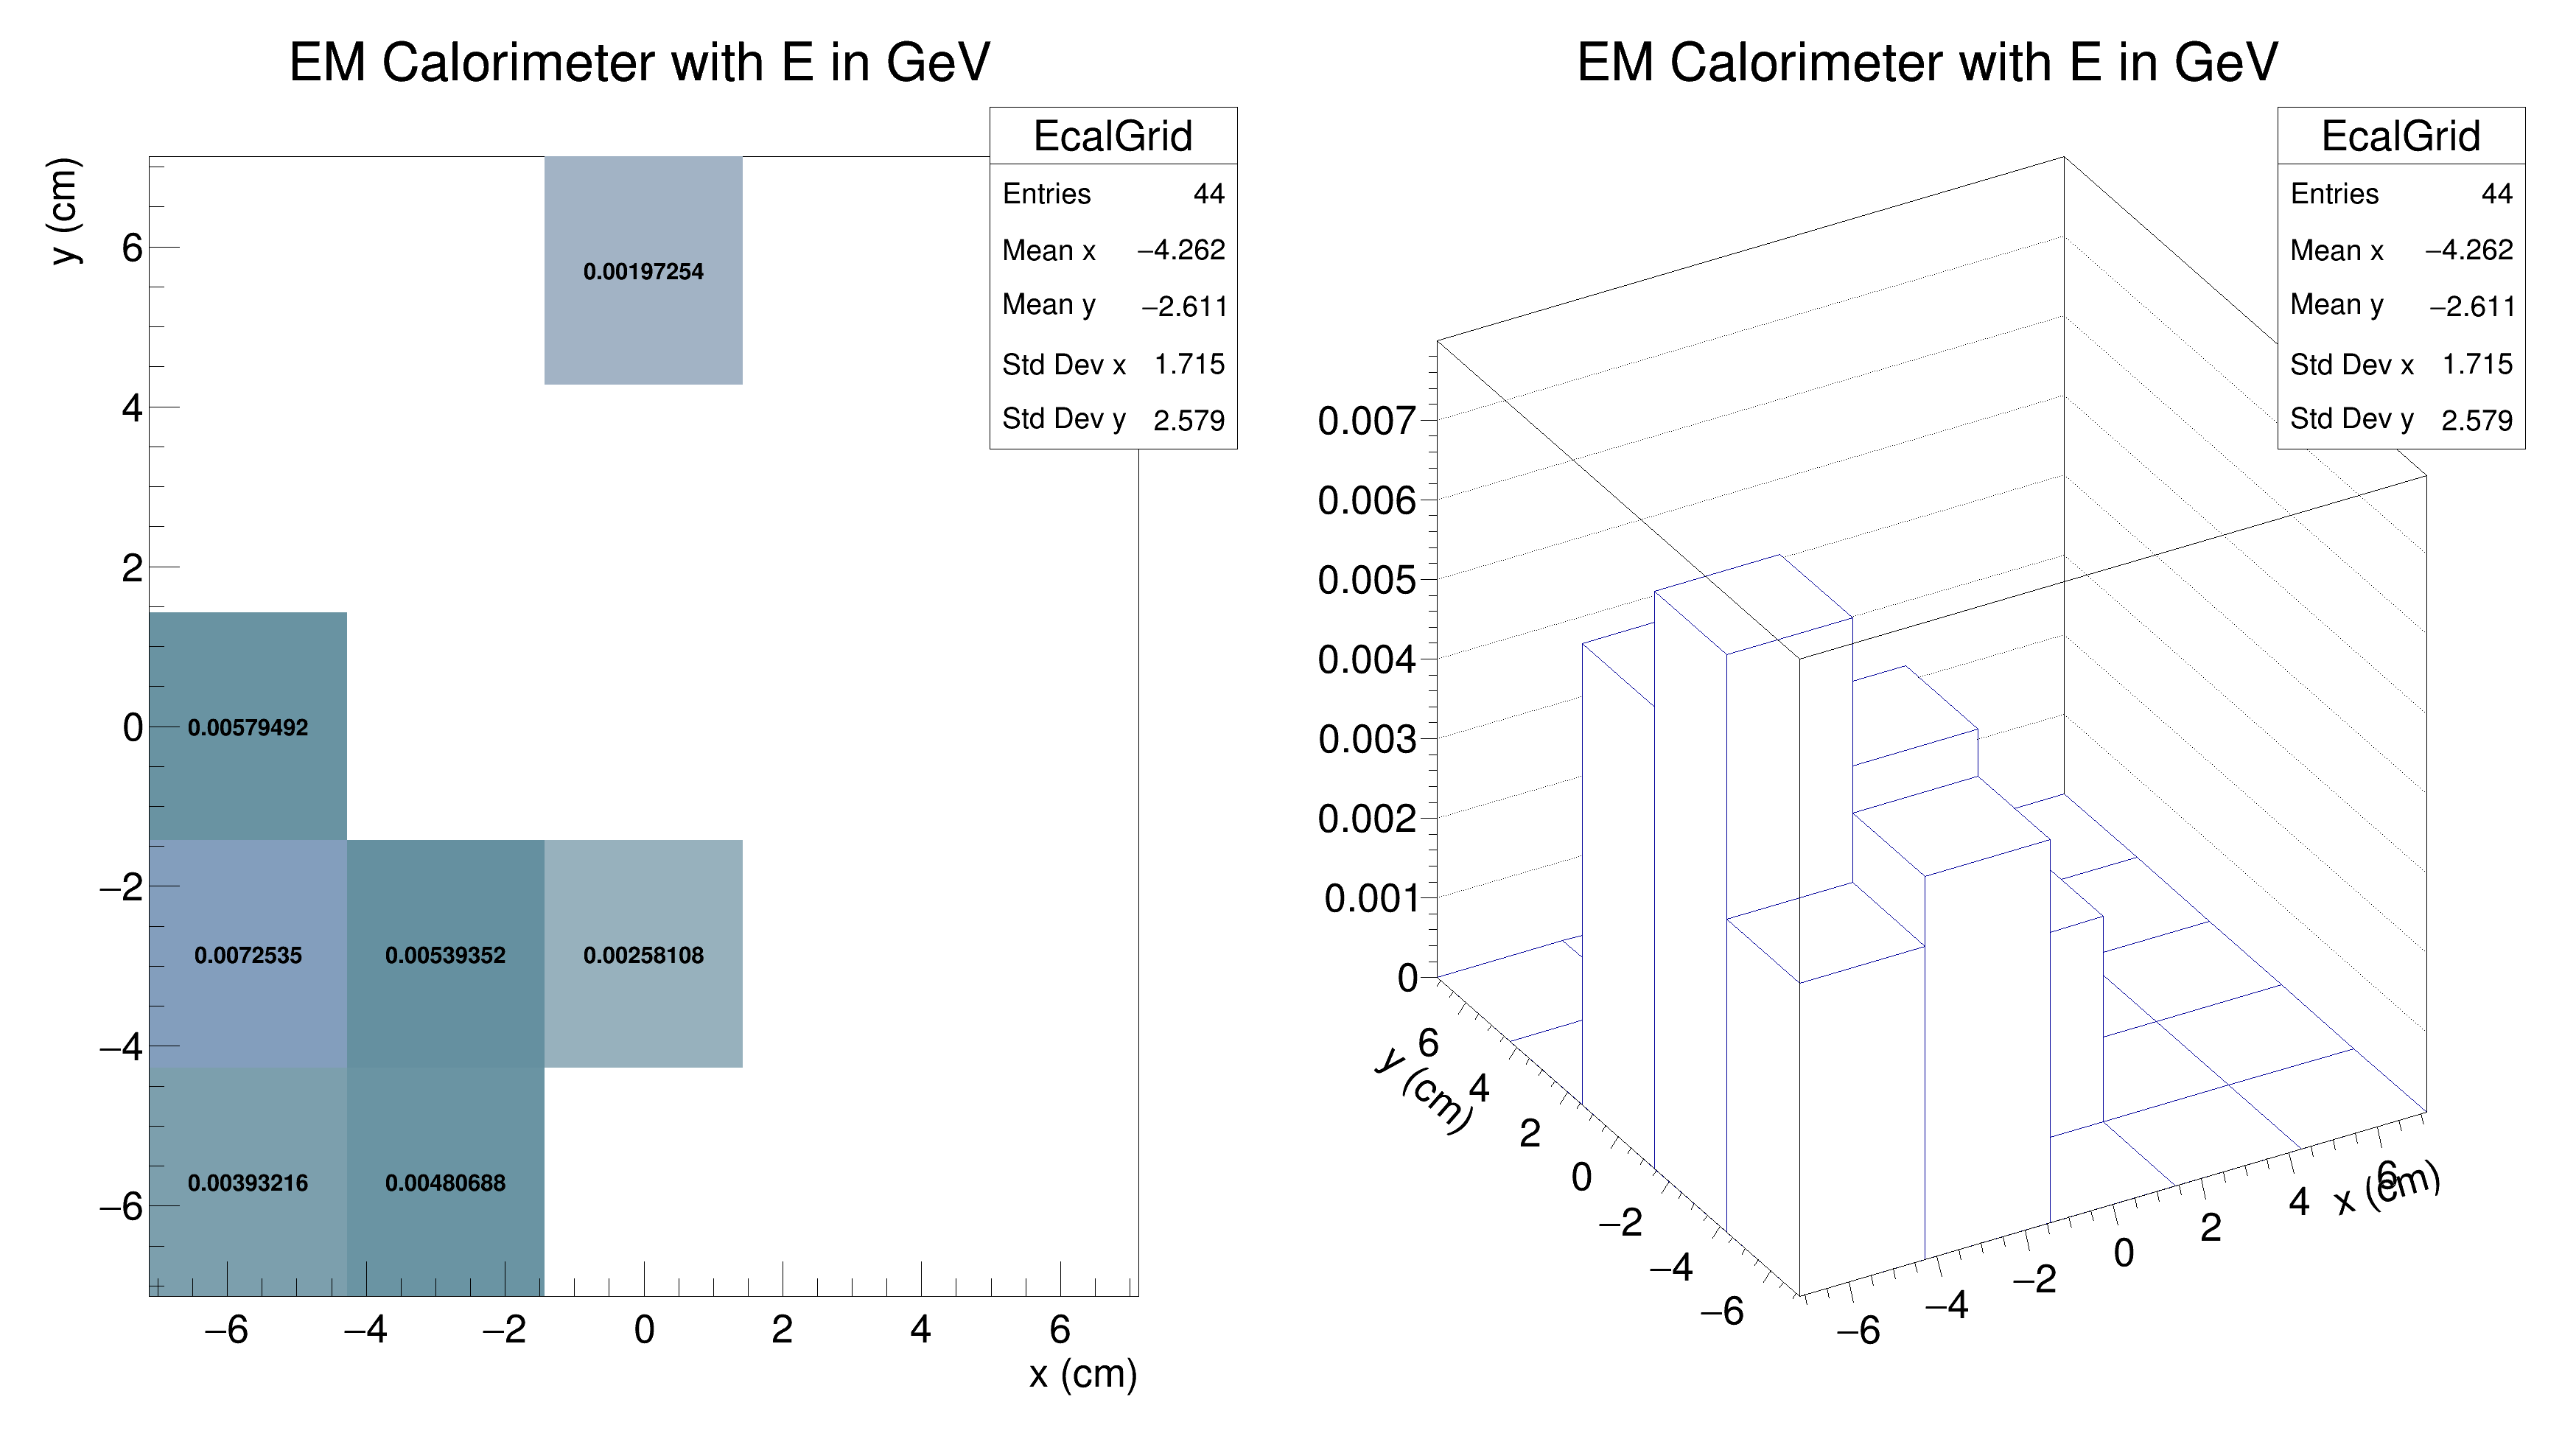 EM Calorimeter with E in GeV
EcalGrid
Entries 44
Mean x −4.262
Mean y −2.611
Std Dev x 1.715
Std Dev y 2.579
y (cm)
6
4
2
0
−2
−4
−6
0.00197254
0.00579492
0.0072535
0.00539352
0.00258108
0.00393216
0.00480688
−6
−4
−2
0
2
4
6
x (cm)
EM Calorimeter with E in GeV
EcalGrid
Entries 44
Mean x −4.262
Mean y −2.611
Std Dev x 1.715
Std Dev y 2.579
0.007
0.006
0.005
0.004
0.003
0.002
0.001
0
y (cm)
6
4
2
0
−2
−4
−6
−6
−4
−2
0
2
4
6
x (cm)